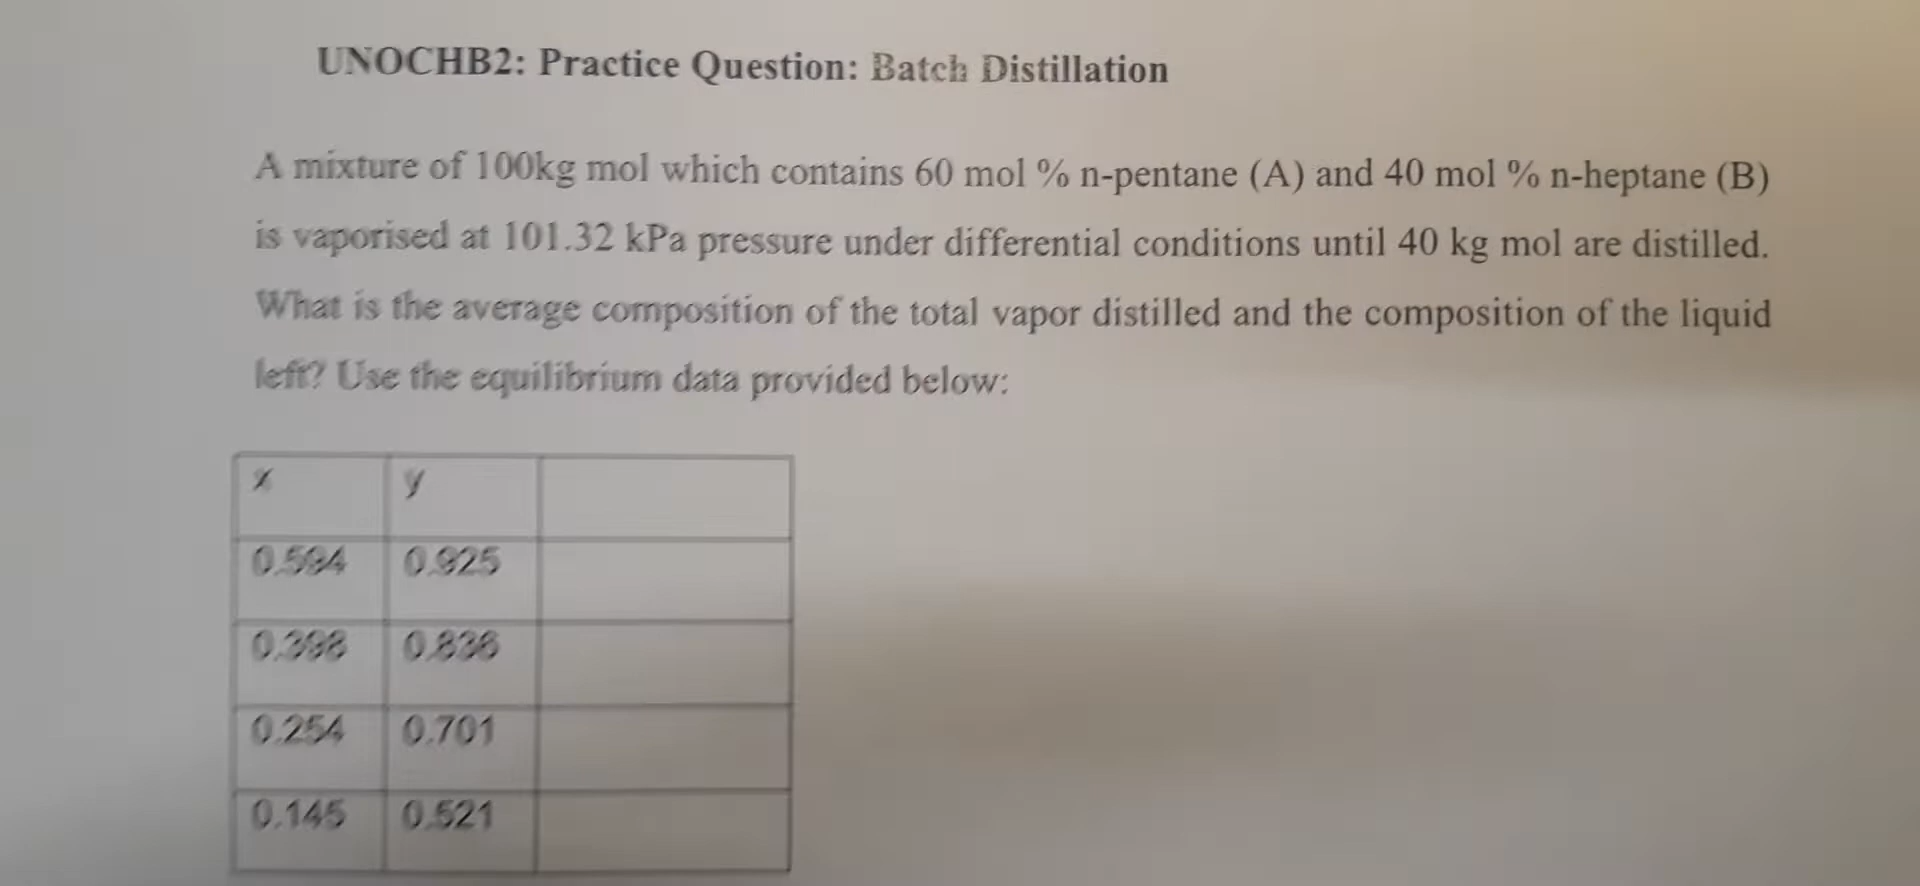 UNOCHB2: Practice Question: Batch Distillation
A mixture of 100kg mol which contains 60 mol % n-pentane (A) and 40 mol % n-heptane (B)
is vaporised at 101.32 kPa pressure under differential conditions until 40 kg mol are distilled.
What is the average composition of the total vapor distilled and the composition of the liquid
left? Use the equilibrium data provided below:
x y
0.594 0.925
0.398 0.836
0.254 0.701
0.145 0.521